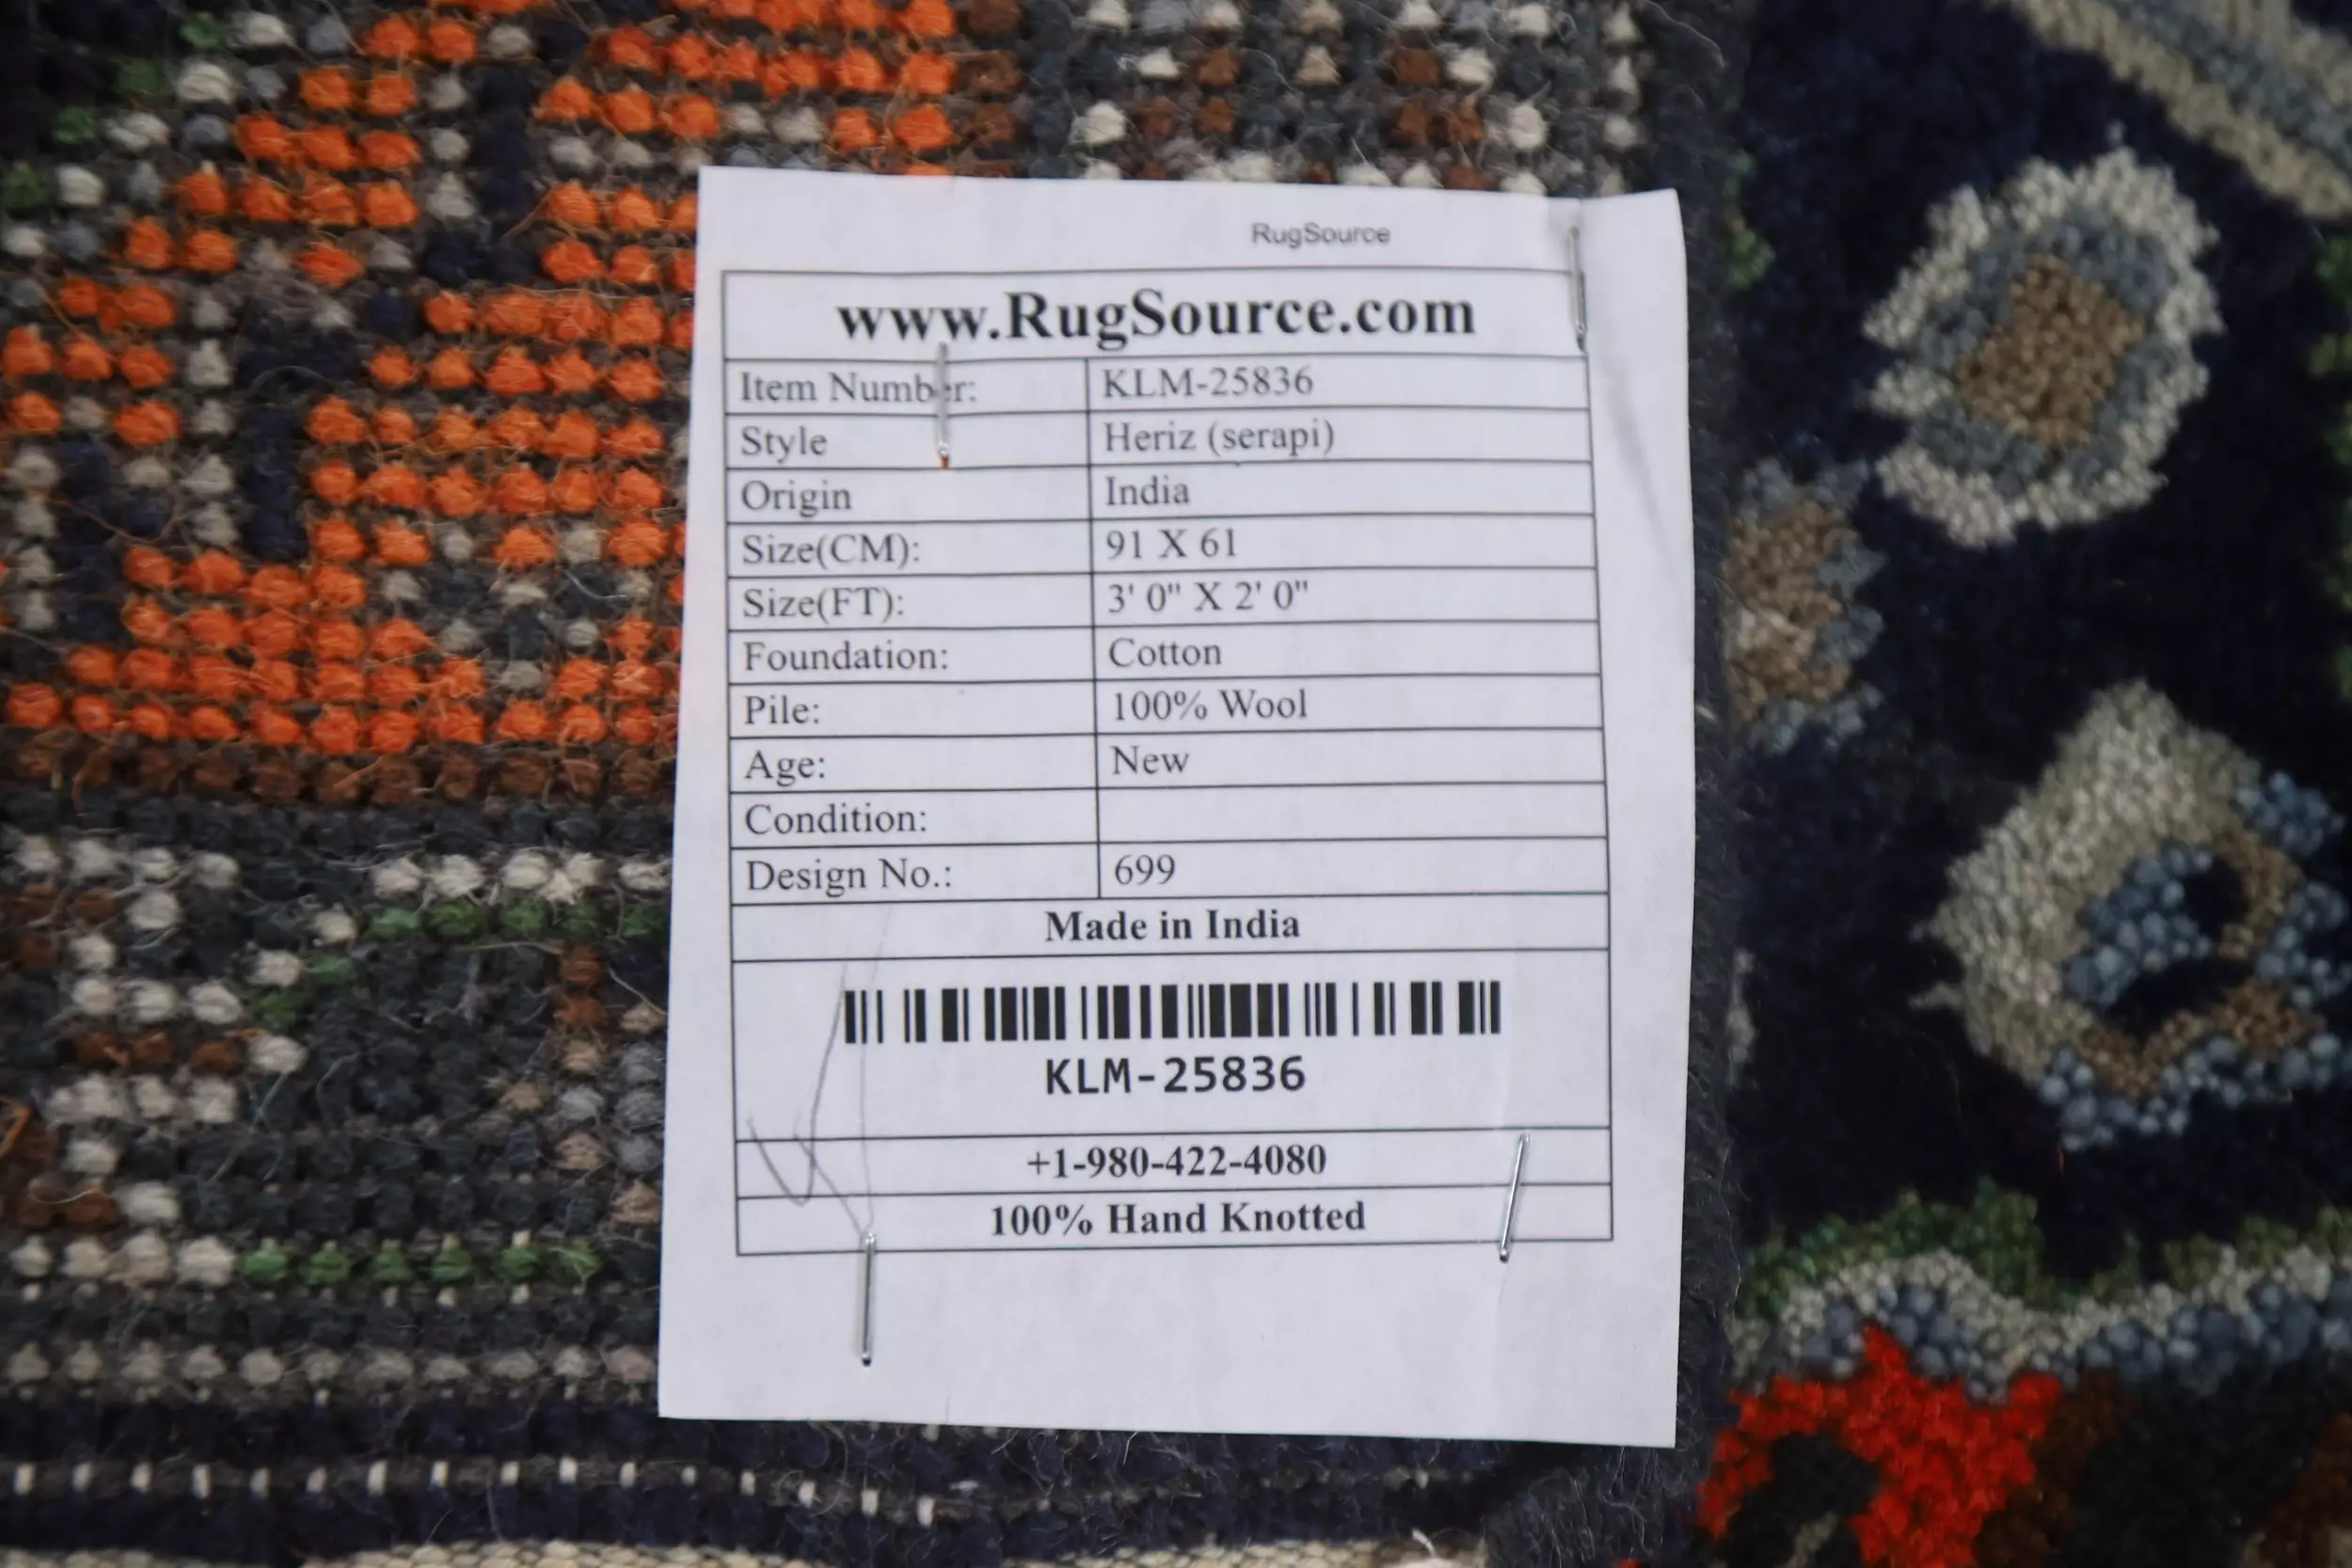 RugSource
www.RugSource.com
Item Number: KLM-25836
Style Heriz (serapi)
Origin India
Size(CM): 91 X 61
Size(FT): 3' 0" X 2' 0"
Foundation: Cotton
Pile: 100% Wool
Age: New
Condition:
Design No.: 699
Made in India
KLM-25836
+1-980-422-4080
100% Hand Knotted